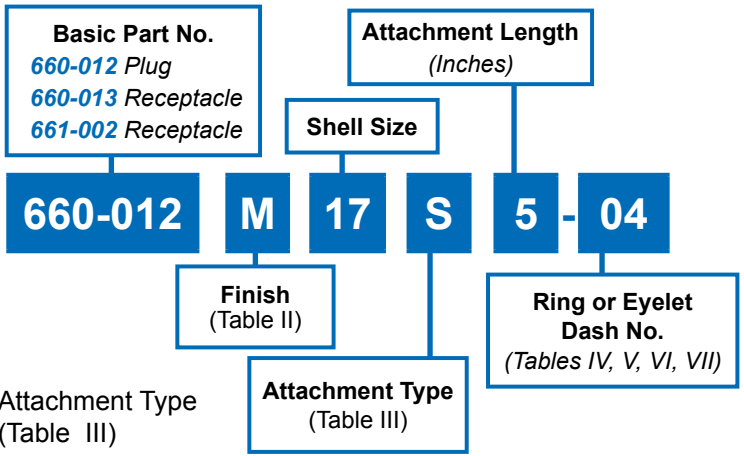 Basic Part No.
660-012 Plug
660-013 Receptacle
661-002 Receptacle
Attachment Length
(Inches)
Shell Size
660-012 M 17 S 5 - 04
Finish
(Table II)
Ring or Eyelet
Dash No.
(Tables IV, V, VI, VII)
Attachment Type
(Table III)
Attachment Type
(Table III)